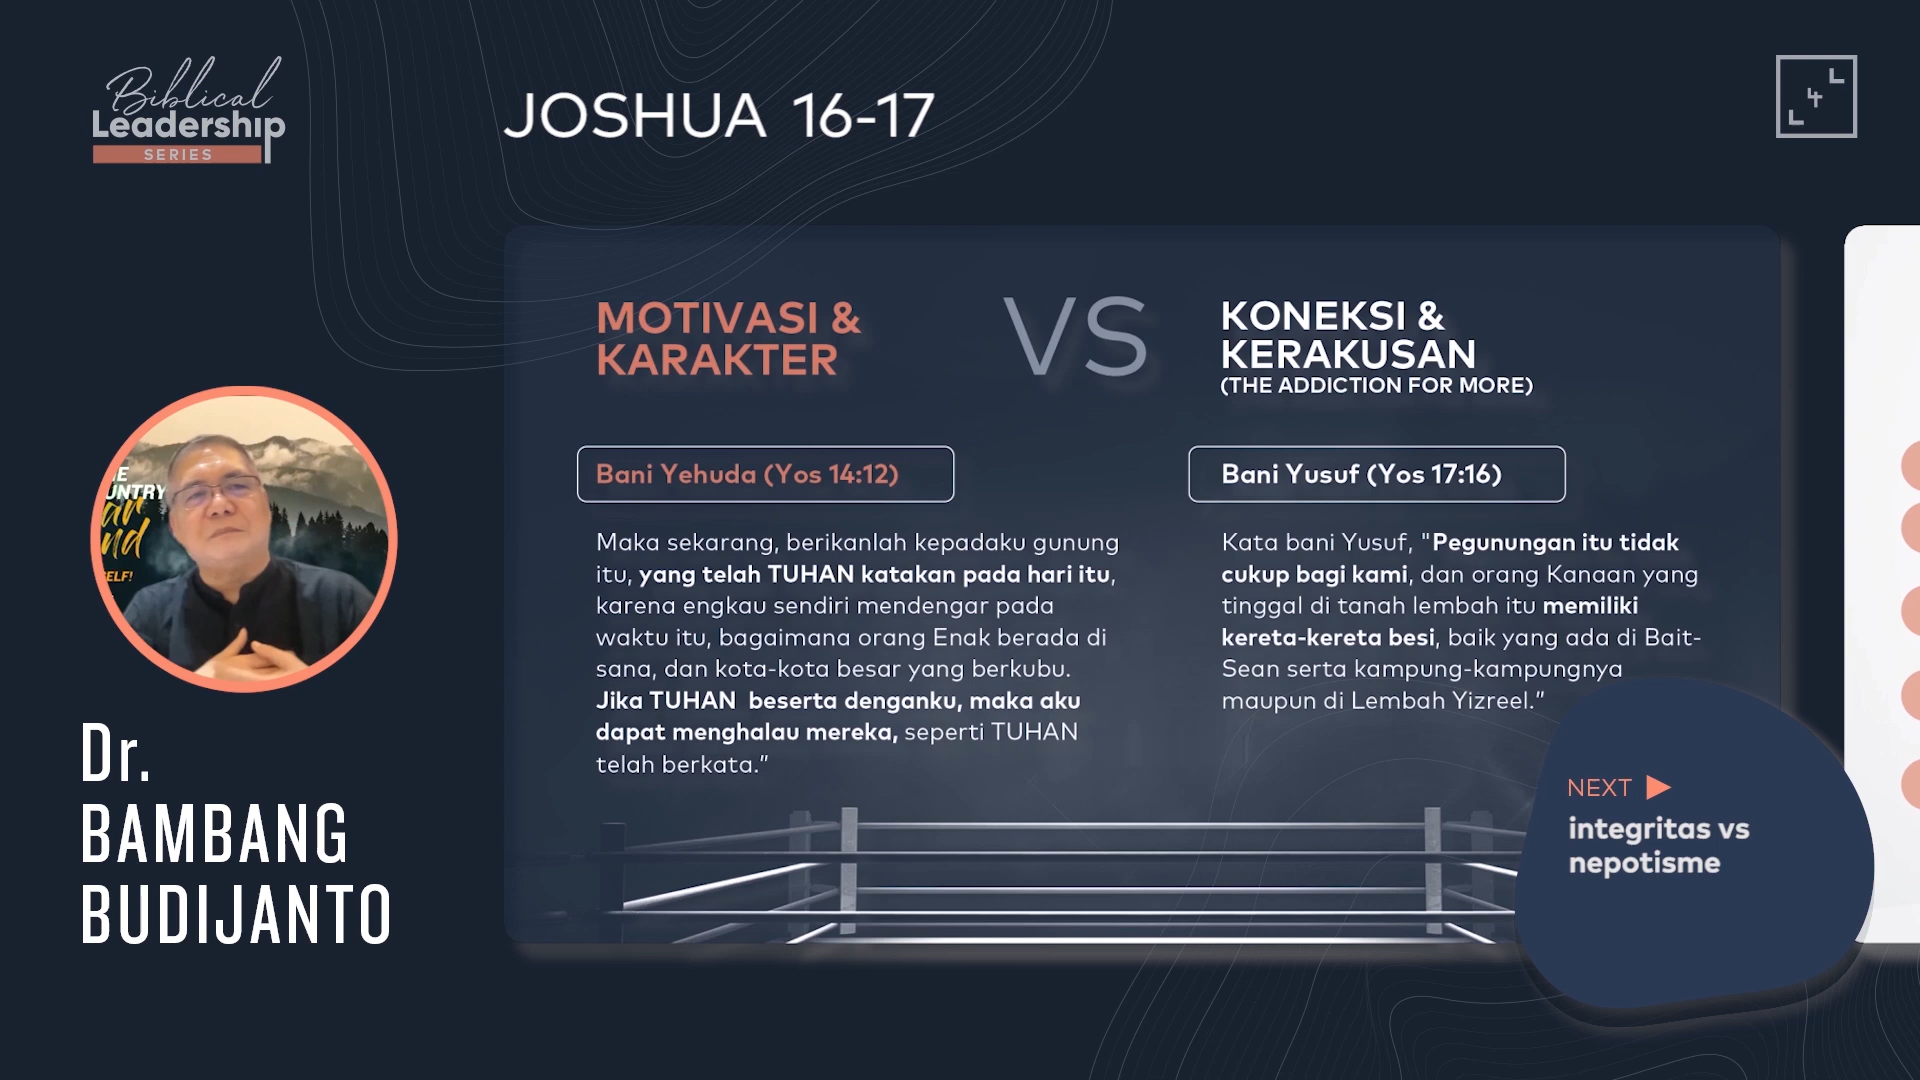 Biblical
Leadership
SERIES
JOSHUA 16-17
MOTIVASI &
KARAKTER
VS
KONEKSI &
KERAKUSAN
(THE ADDICTION FOR MORE)
Bani Yehuda (Yos 14:12)
Maka sekarang, berikanlah kepadaku gunung
itu, yang telah TUHAN katakan pada hari itu,
karena engkau sendiri mendengar pada
waktu itu, bagaimana orang Enak berada di
sana, dan kota-kota besar yang berkubu.
Jika TUHAN  beserta denganku, maka aku
dapat menghalau mereka, seperti TUHAN
telah berkata.”
Bani Yusuf (Yos 17:16)
Kata bani Yusuf, "Pegunungan itu tidak
cukup bagi kami, dan orang Kanaan yang
tinggal di tanah lembah itu memiliki
kereta-kereta besi, baik yang ada di Bait-
Sean serta kampung-kampungnya
maupun di Lembah Yizreel.”
NEXT
integritas vs
nepotisme
UNTRY
ELF!
Dr.
BAMBANG
BUDIJANTO